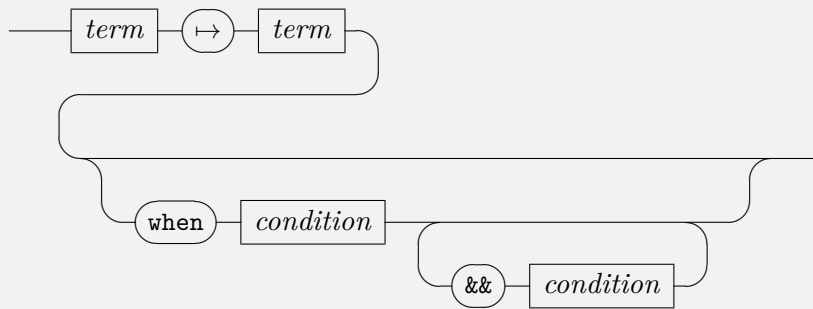 term ↦ term
when condition
&& condition